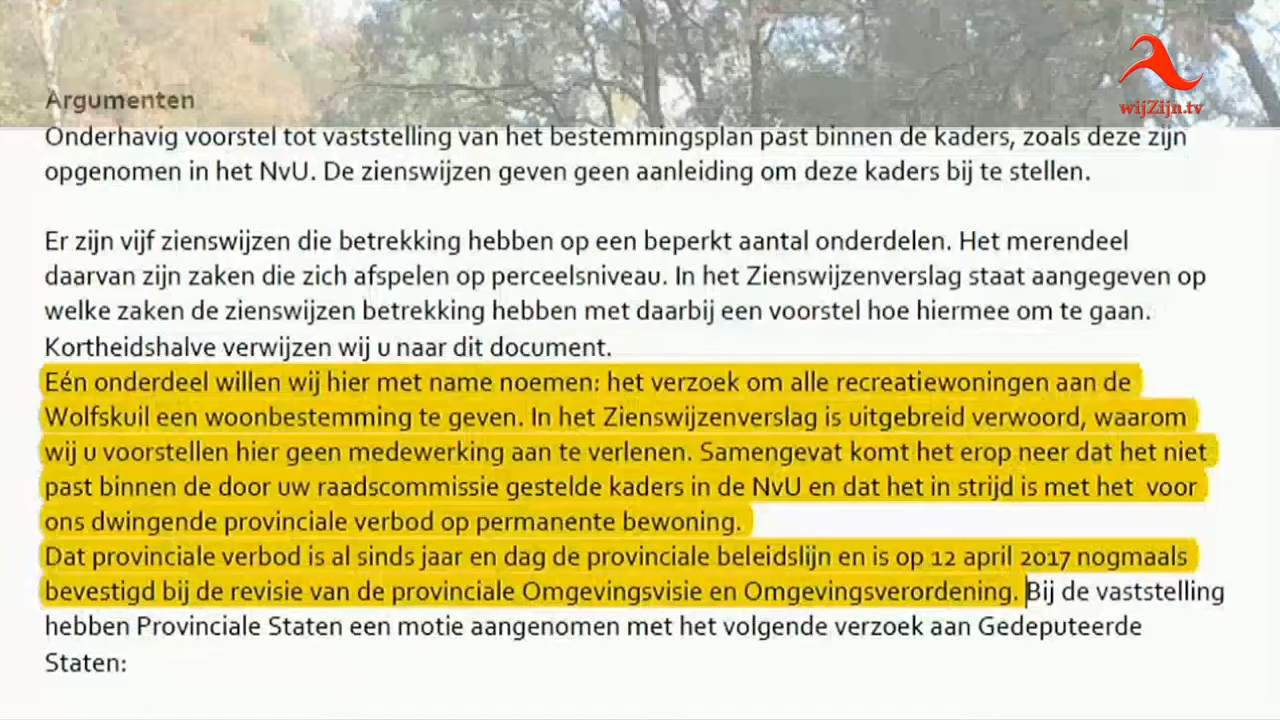 wijZijn.tv
Argumenten
Onderhavig voorstel tot vaststelling van het bestemmingsplan past binnen de kaders, zoals deze zijn
opgenomen in het NvU. De zienswijzen geven geen aanleiding om deze kaders bij te stellen.
Er zijn vijf zienswijzen die betrekking hebben op een beperkt aantal onderdelen. Het merendeel
daarvan zijn zaken die zich afspelen op perceelsniveau. In het Zienswijzenverslag staat aangegeven op
welke zaken de zienswijzen betrekking hebben met daarbij een voorstel hoe hiermee om te gaan.
Kortheidshalve verwijzen wij u naar dit document.
Eén onderdeel willen wij hier met name noemen: het verzoek om alle recreatiewoningen aan de
Wolfskuil een woonbestemming te geven. In het Zienswijzenverslag is uitgebreid verwoord, waarom
wij u voorstellen hier geen medewerking aan te verlenen. Samengevat komt het erop neer dat het niet
past binnen de door uw raadscommissie gestelde kaders in de NvU en dat het in strijd is met het voor
ons dwingende provinciale verbod op permanente bewoning.
Dat provinciale verbod is al sinds jaar en dag de provinciale beleidslijn en is op 12 april 2017 nogmaals
bevestigd bij de revisie van de provinciale Omgevingsvisie en Omgevingsverordening. Bij de vaststelling
hebben Provinciale Staten een motie aangenomen met het volgende verzoek aan Gedeputeerde
Staten: